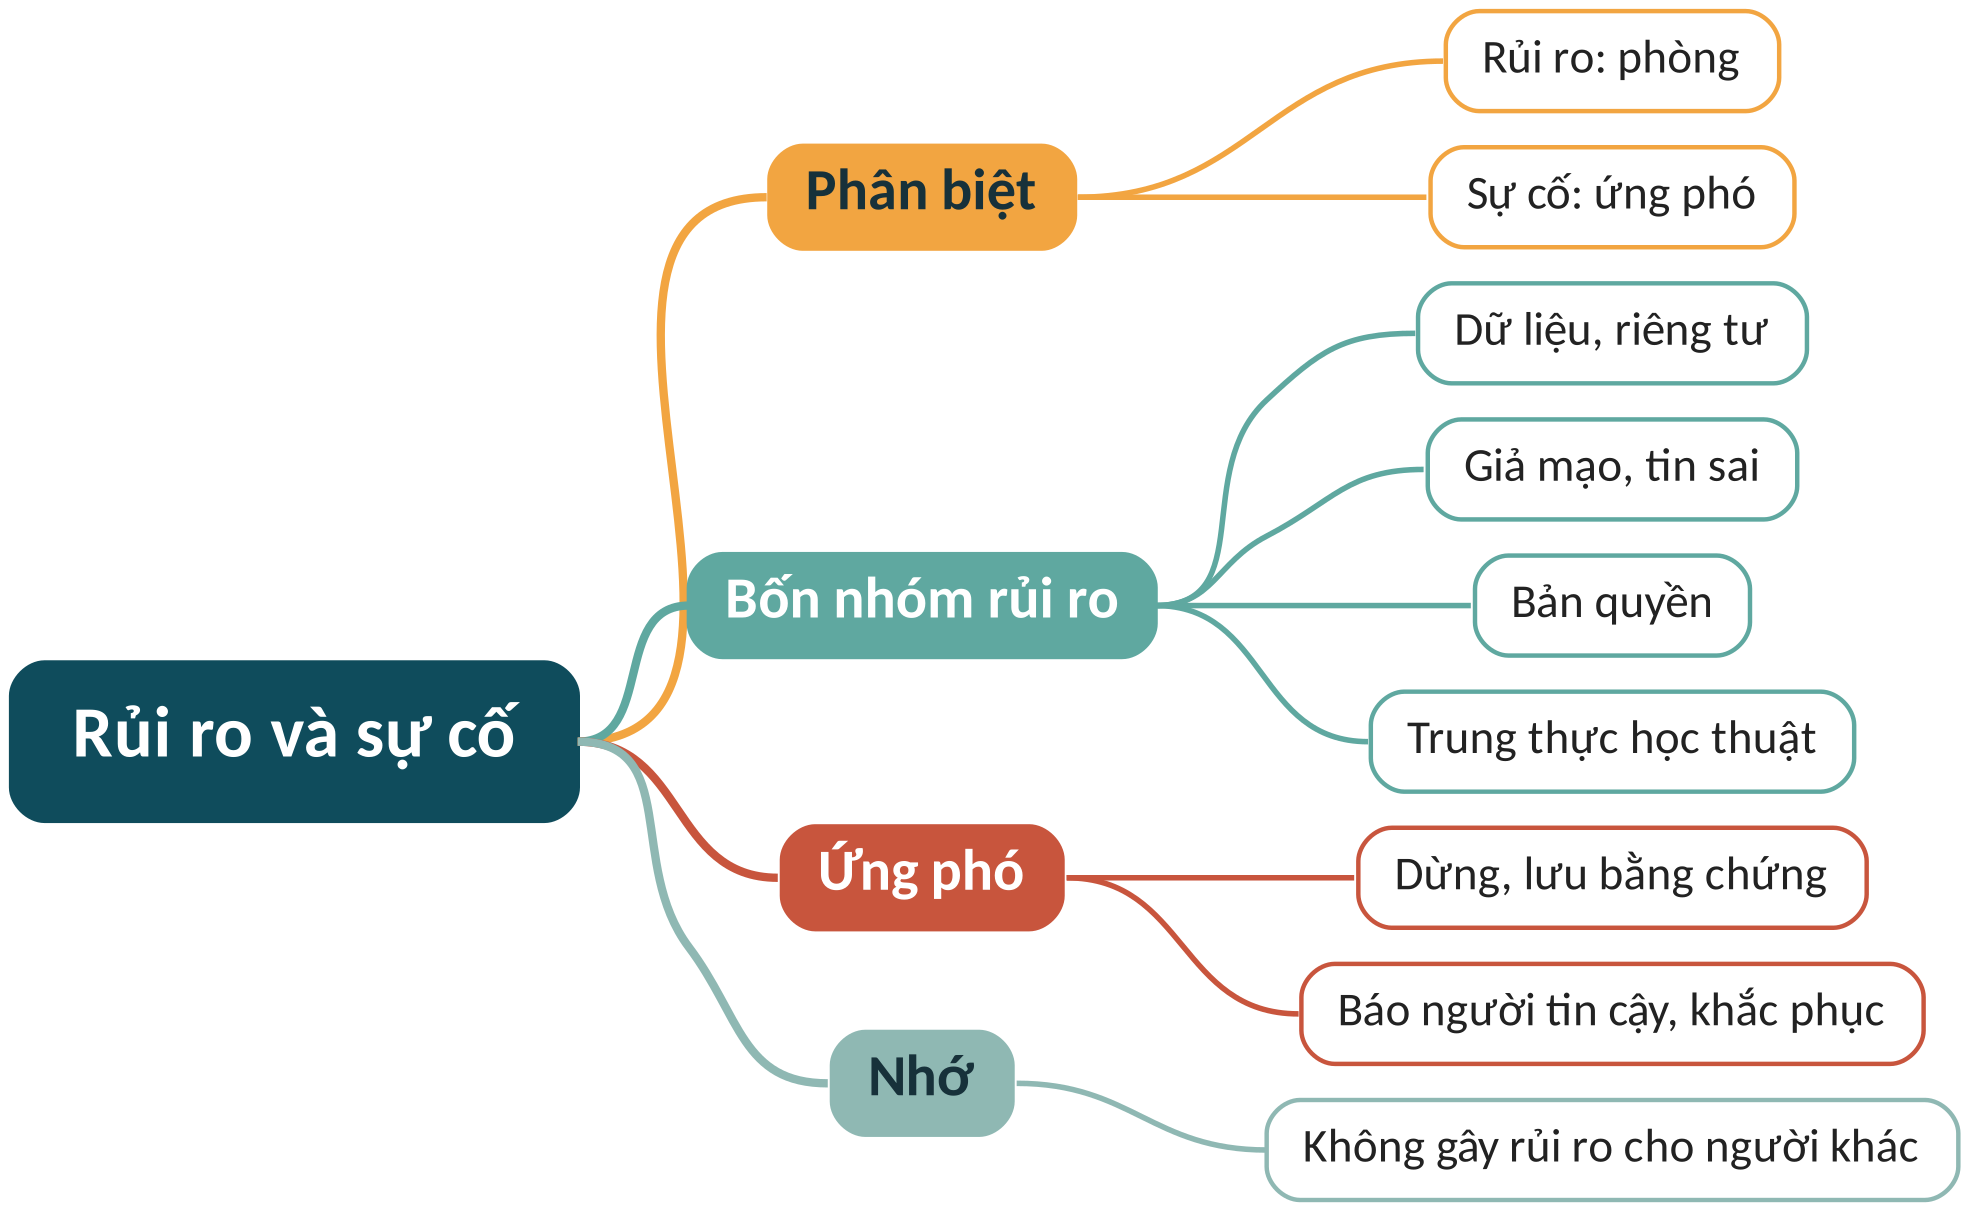 Rủi ro và sự cố
Phân biệt
Rủi ro: phòng
Sự cố: ứng phó
Bốn nhóm rủi ro
Dữ liệu, riêng tư
Giả mạo, tin sai
Bản quyền
Trung thực học thuật
Ứng phó
Dừng, lưu bằng chứng
Báo người tin cậy, khắc phục
Nhớ
Không gây rủi ro cho người khác